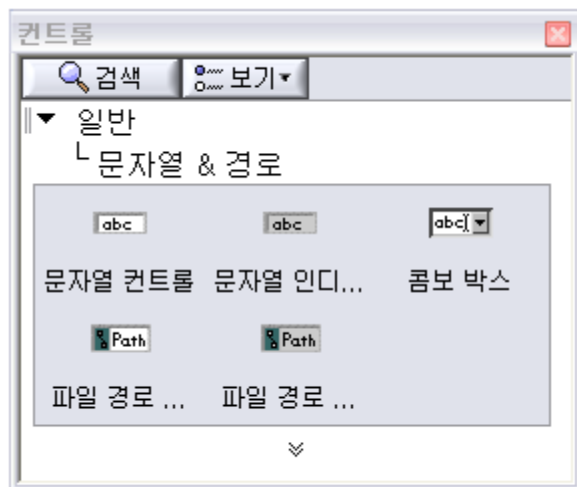 컨트롤
검색 보기
일반
문자열 & 경로
abc abc abc
문자열 컨트롤 문자열 인디... 콤보 박스
Path Path
파일 경로 ... 파일 경로 ...